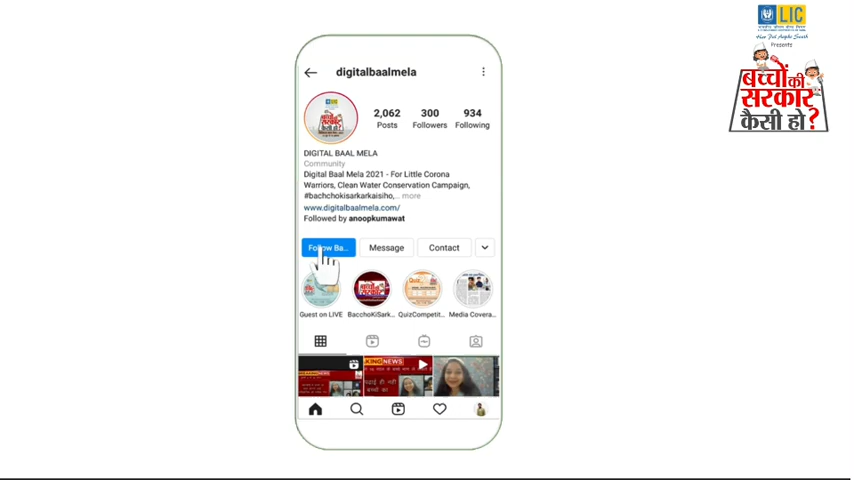 LIC
Presents
बच्चों की
सरकार
कैसी हो?
digitalbaalmela
2,062 300 934
Posts Followers Following
DIGITAL BAAL MELA
Community
Digital Baal Mela 2021 - For Little Corona
Warriors, Clean Water Conservation Campaign,
#bachchokisarkarkaisiho,... more
www.digitalbaalmela.com/
Followed by anoopkumawat
Follow Ba... Message Contact
Guest on LIVE BacchoKiSark... QuizCompetit... Media Covera...